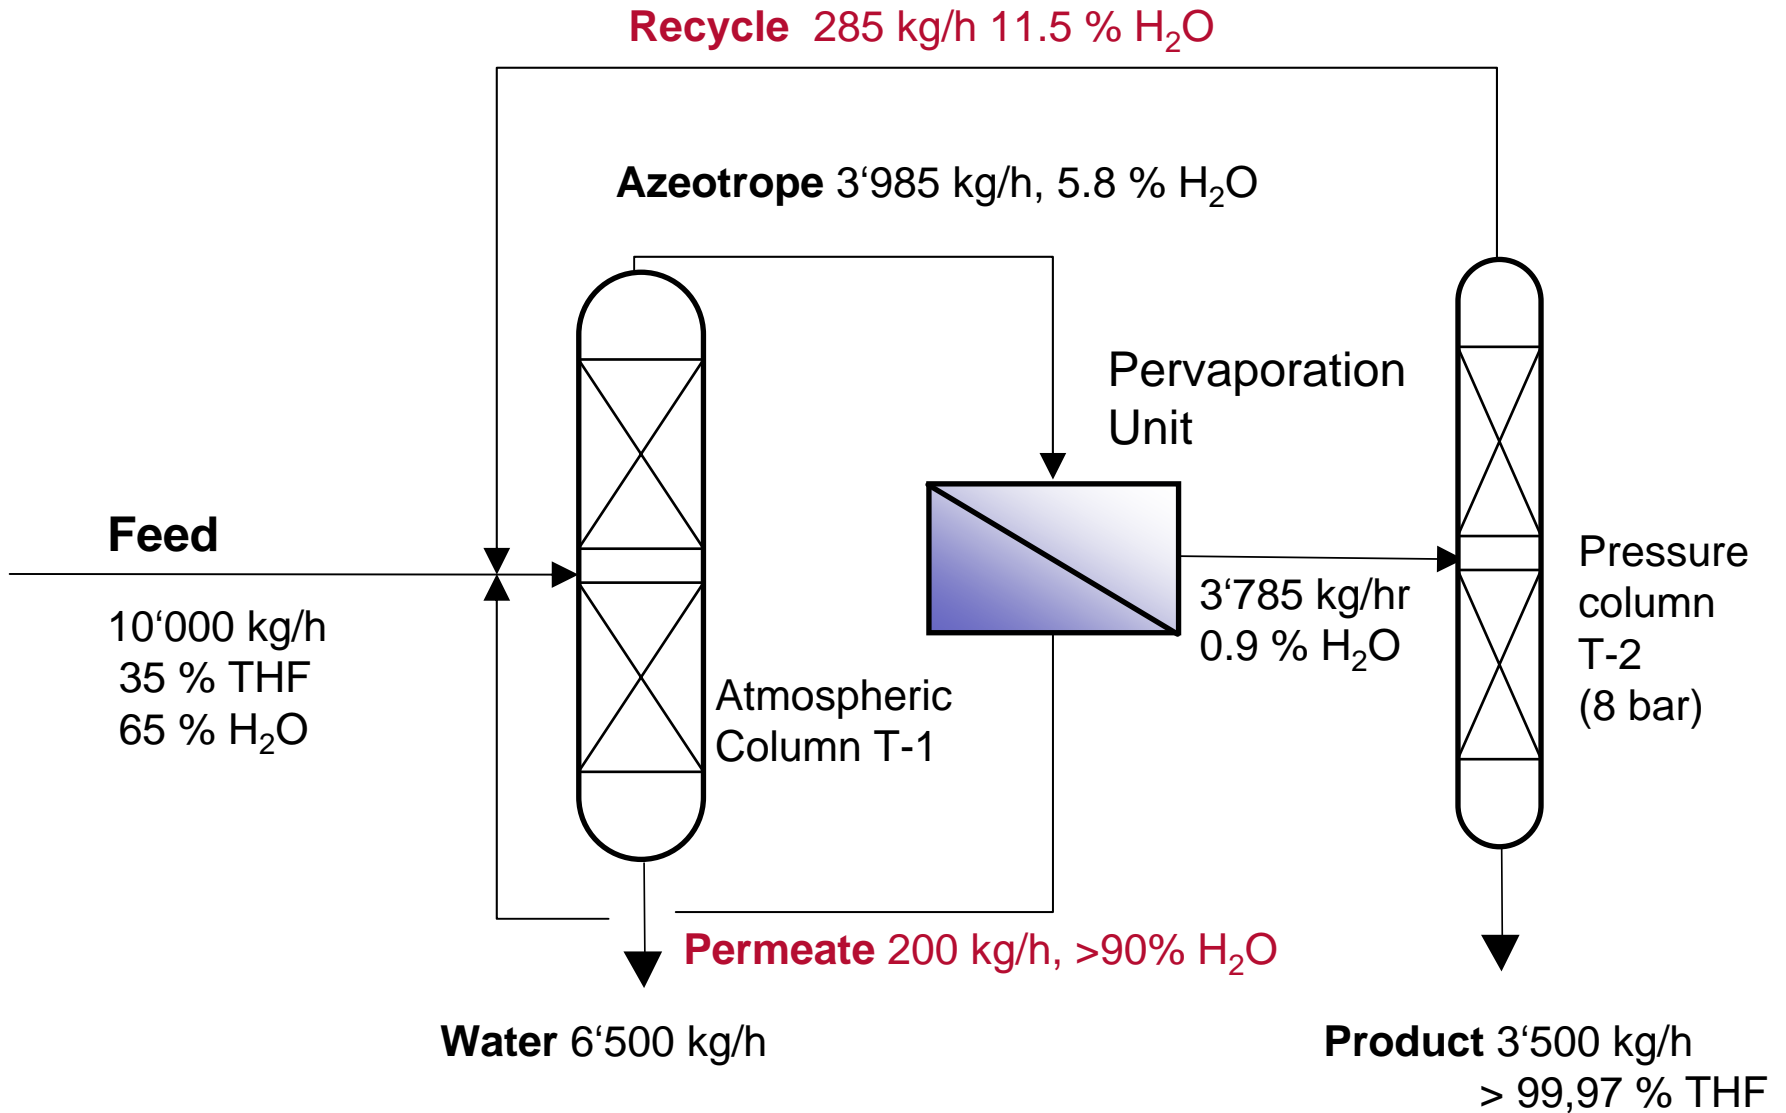 Recycle 285 kg/h 11.5 % H₂O
Azeotrope 3‘985 kg/h, 5.8 % H₂O
Pervaporation
Unit
Feed
10‘000 kg/h
35 % THF
65 % H₂O
Atmospheric
Column T-1
3‘785 kg/hr
0.9 % H₂O
Pressure
column
T-2
(8 bar)
Permeate 200 kg/h, >90% H₂O
Water 6‘500 kg/h
Product 3‘500 kg/h
> 99,97 % THF